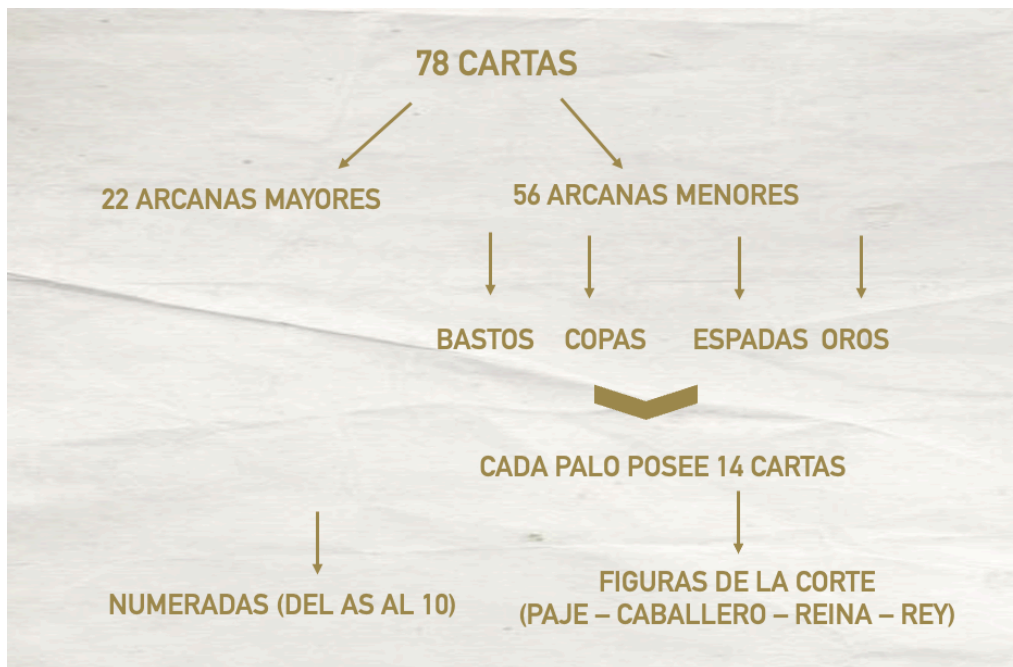 78 CARTAS
22 ARCANAS MAYORES
56 ARCANAS MENORES
BASTOS COPAS ESPADAS OROS
CADA PALO POSEE 14 CARTAS
NUMERADAS (DEL AS AL 10)
FIGURAS DE LA CORTE
(PAJE – CABALLERO – REINA – REY)